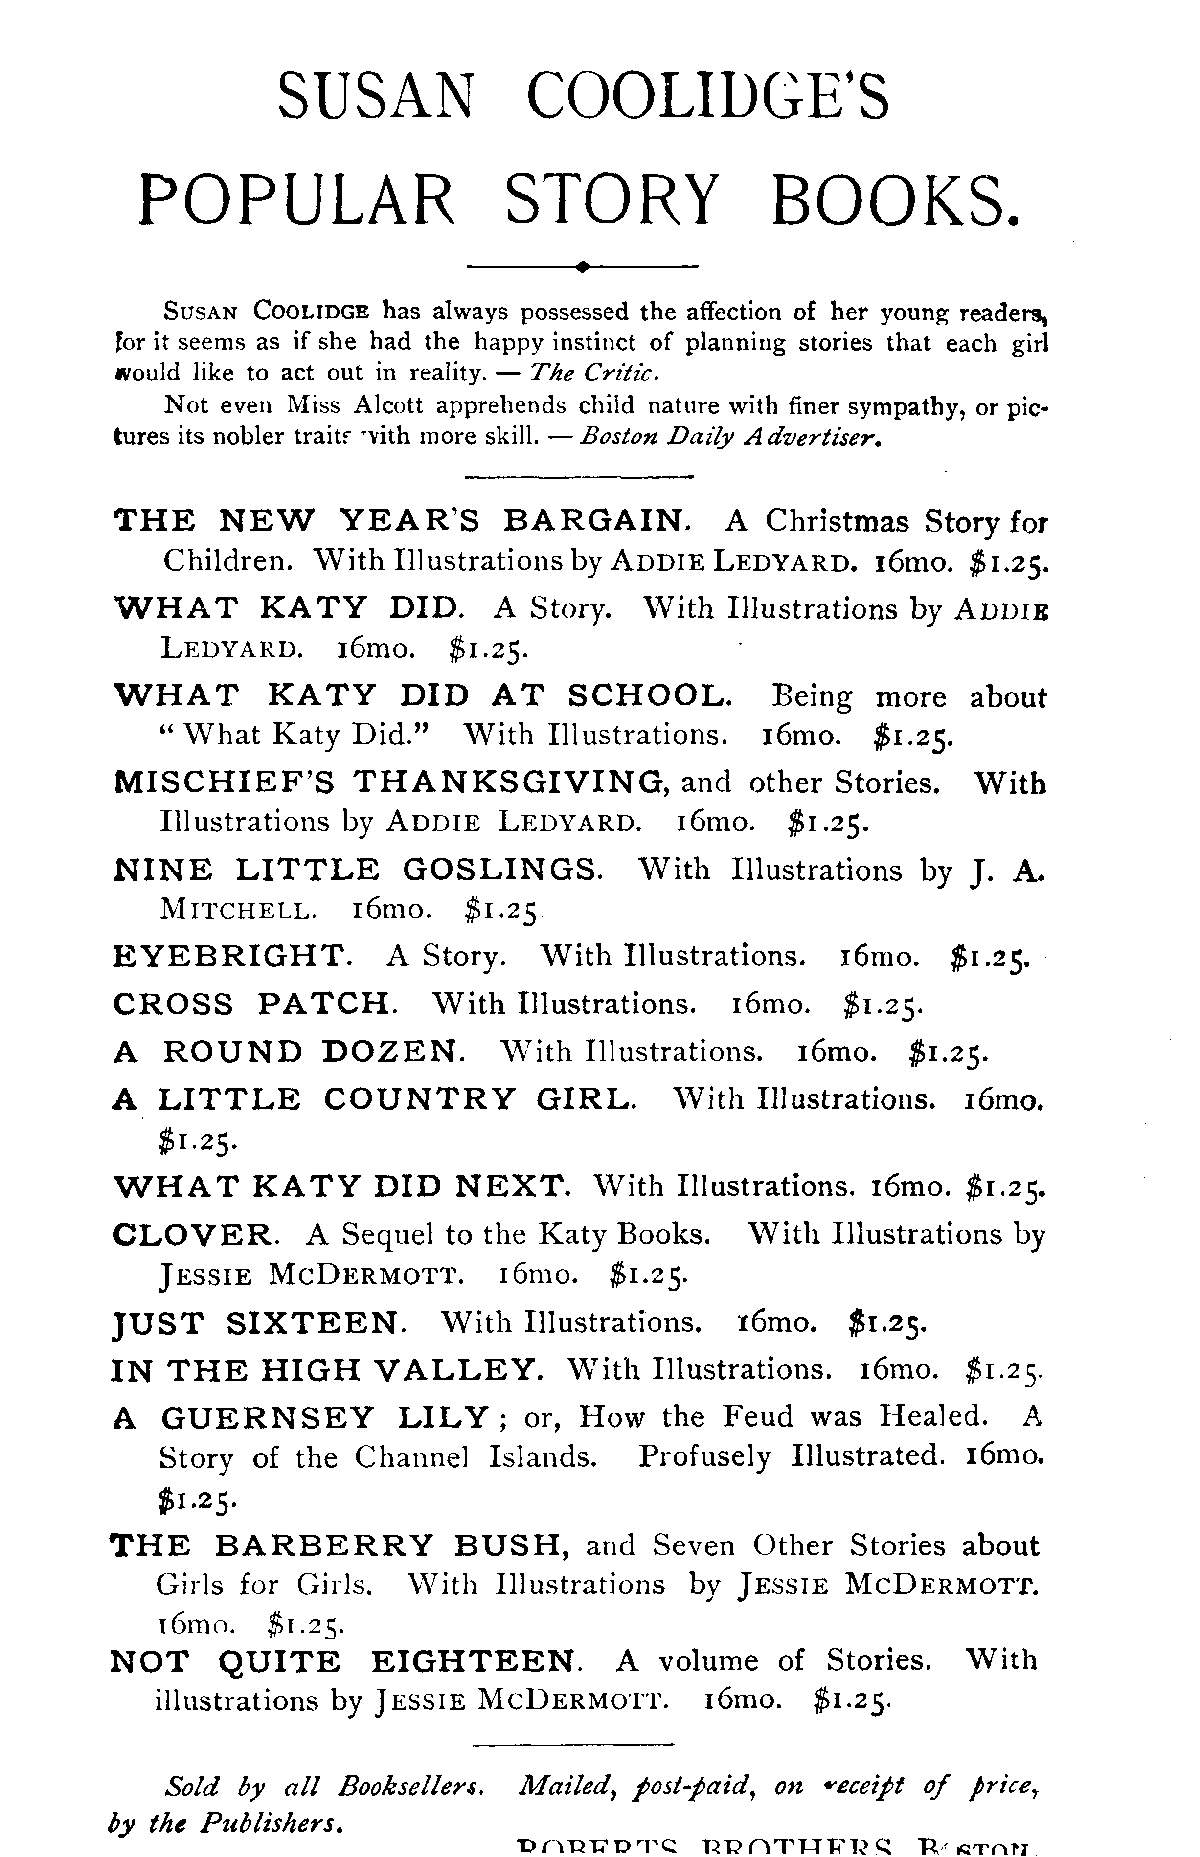 SUSAN COOLIDGE'S
POPULAR STORY BOOKS.
SUSAN COOLIDGE has always possessed the affection of her young readers,
for it seems as if she had the happy instinct of planning stories that each girl
would like to act out in reality. — The Critic.
Not even Miss Alcott apprehends child nature with finer sympathy, or pic-
tures its nobler traits with more skill. — Boston Daily Advertiser.
THE NEW YEAR'S BARGAIN. A Christmas Story for
Children. With Illustrations by ADDIE LEDYARD. 16mo. $1.25.
WHAT KATY DID. A Story. With Illustrations by ADDIE
LEDYARD. 16mo. $1.25.
WHAT KATY DID AT SCHOOL. Being more about
"What Katy Did." With Illustrations. 16mo. $1.25.
MISCHIEF'S THANKSGIVING, and other Stories. With
Illustrations by ADDIE LEDYARD. 16mo. $1.25.
NINE LITTLE GOSLINGS. With Illustrations by J. A.
MITCHELL. 16mo. $1.25
EYEBRIGHT. A Story. With Illustrations. 16mo. $1.25.
CROSS PATCH. With Illustrations. 16mo. $1.25.
A ROUND DOZEN. With Illustrations. 16mo. $1.25.
A LITTLE COUNTRY GIRL. With Illustrations. 16mo.
$1.25.
WHAT KATY DID NEXT. With Illustrations. 16mo. $1.25.
CLOVER. A Sequel to the Katy Books. With Illustrations by
JESSIE MCDERMOTT. 16mo. $1.25.
JUST SIXTEEN. With Illustrations. 16mo. $1.25.
IN THE HIGH VALLEY. With Illustrations. 16mo. $1.25.
A GUERNSEY LILY; or, How the Feud was Healed. A
Story of the Channel Islands. Profusely Illustrated. 16mo.
$1.25.
THE BARBERRY BUSH, and Seven Other Stories about
Girls for Girls. With Illustrations by JESSIE MCDERMOTT.
16mo. $1.25.
NOT QUITE EIGHTEEN. A volume of Stories. With
illustrations by JESSIE MCDERMOTT. 16mo. $1.25.
Sold by all Booksellers. Mailed, post-paid, on receipt of price,
by the Publishers.
ROBERTS BROTHERS, BOSTON.